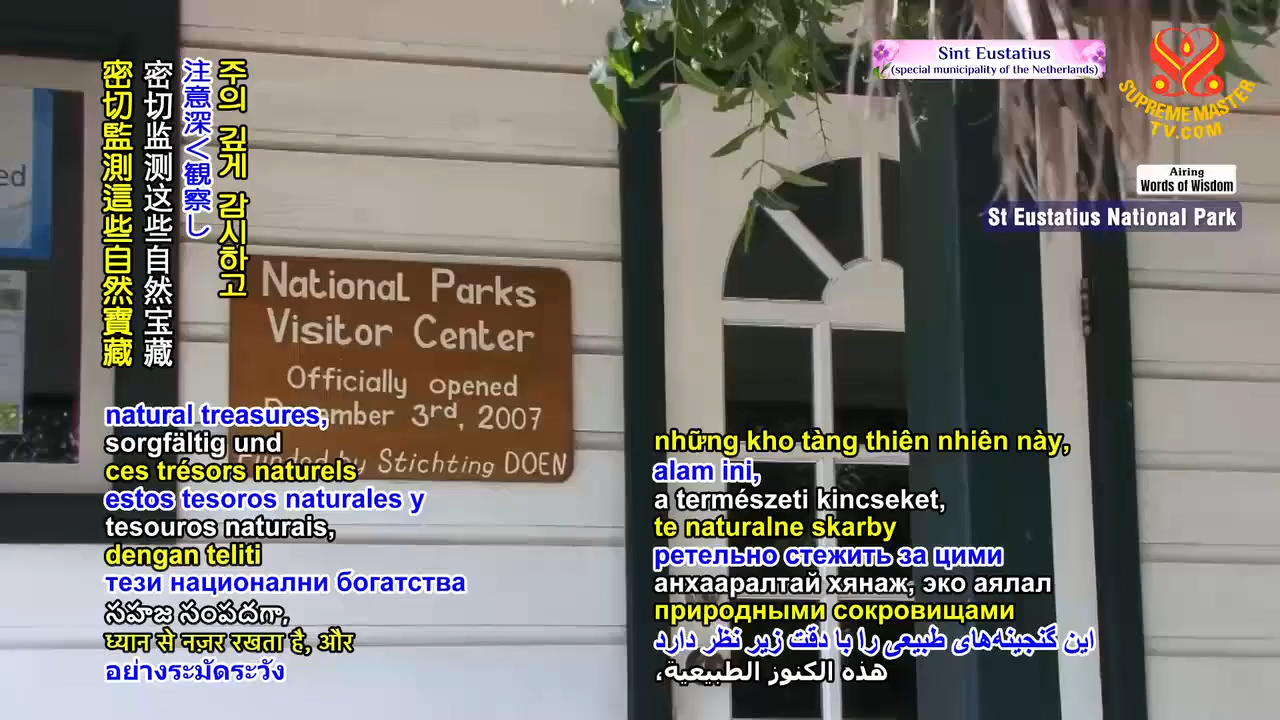 Sint Eustatius
(special municipality of the Netherlands)
SUPREME MASTER
TV.COM
Airing
Words of Wisdom
St Eustatius National Park
주의 깊게 감시하고
注意深く観察し
密切监测这些自然宝藏
密切監測這些自然寶藏
ed
National Parks
Visitor Center
Officially opened
3rd, 2007
by Stichting DOEN
natural treasures,
sorgfältig und
ces trésors naturels
estos tesoros naturales y
tesouros naturais,
dengan teliti
тези национални богатства
సహజ సంపదగా,
ध्यान से नज़र रखता है, और
อย่างระมัดระวัง
những kho tàng thiên nhiên này,
alam ini,
a természeti kincseket,
te naturalne skarby
ретельно стежить за цими
анхааралтай хянаж, эко аялал
природными сокровищами
این گنجینه‌های طبیعی را با دقت زیر نظر دارد
هذه الكنوز الطبيعية،